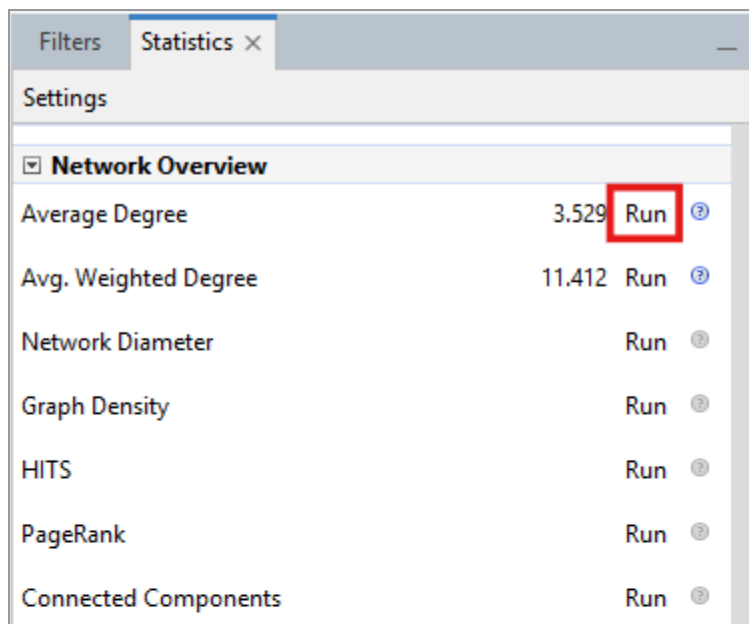 Filters Statistics ×
Settings
Network Overview
Average Degree 3.529 Run ?
Avg. Weighted Degree 11.412 Run ?
Network Diameter Run ?
Graph Density Run ?
HITS Run ?
PageRank Run ?
Connected Components Run ?